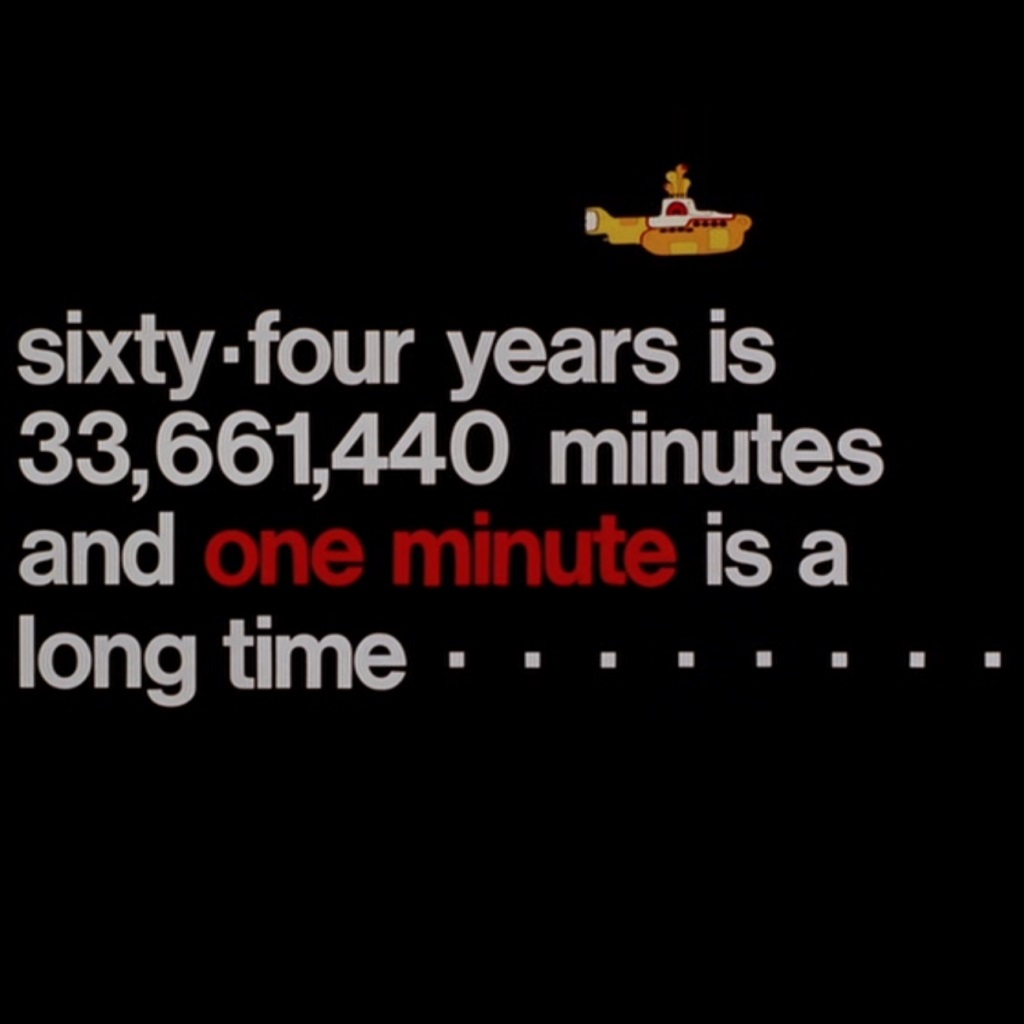 sixty·four years is
33,661,440 minutes
and one minute is a
long time ........